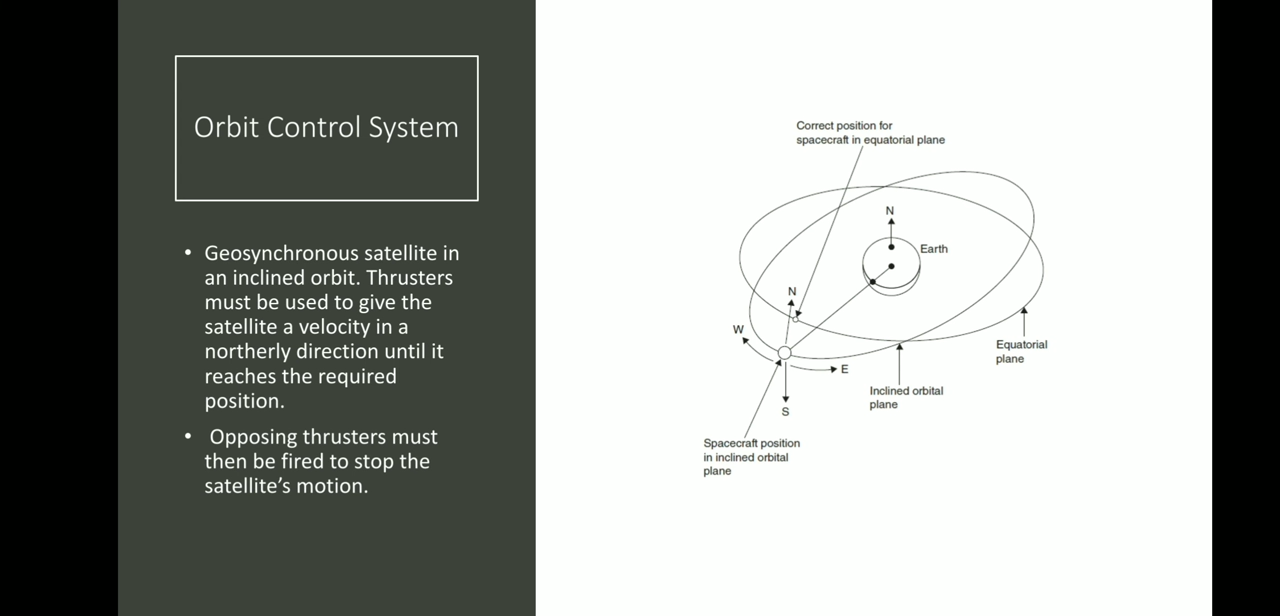 Orbit Control System
• Geosynchronous satellite in
an inclined orbit. Thrusters
must be used to give the
satellite a velocity in a
northerly direction until it
reaches the required
position.
• Opposing thrusters must
then be fired to stop the
satellite’s motion.
Correct position for
spacecraft in equatorial plane
N
Earth
N
W
E
S
Equatorial
plane
Inclined orbital
plane
Spacecraft position
in inclined orbital
plane